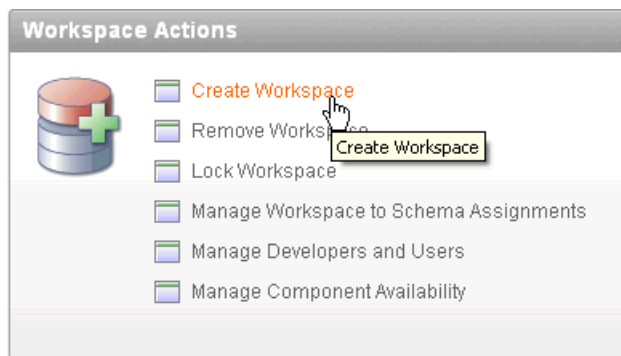 Workspace Actions
Create Workspace
Remove Workspace
Create Workspace
Lock Workspace
Manage Workspace to Schema Assignments
Manage Developers and Users
Manage Component Availability